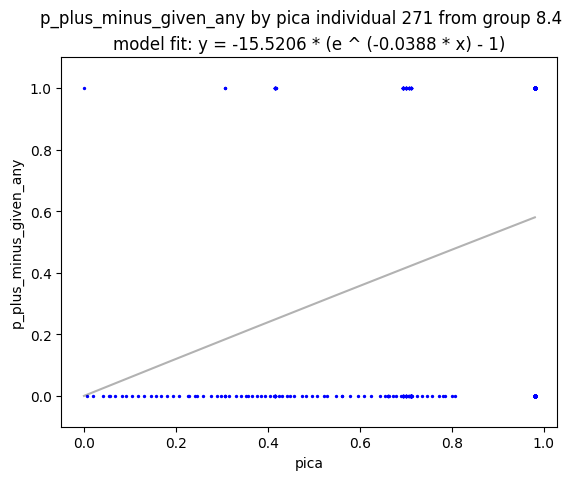 p_plus_minus_given_any by pica individual 271 from group 8.4
model fit: y = -15.5206 * (e ^ (-0.0388 * x) - 1)
1.0
0.8
0.6
0.4
0.2
0.0
p_plus_minus_given_any
0.0 0.2 0.4 0.6 0.8 1.0
pica